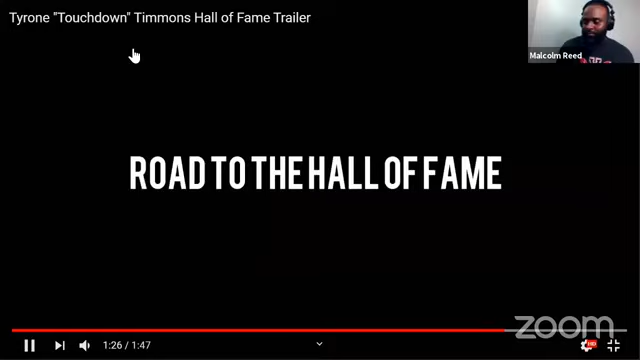 Tyrone "Touchdown" Timmons Hall of Fame Trailer
Malcolm Reed
ROAD TO THE HALL OF FAME
zoom
1:26 / 1:47
HD